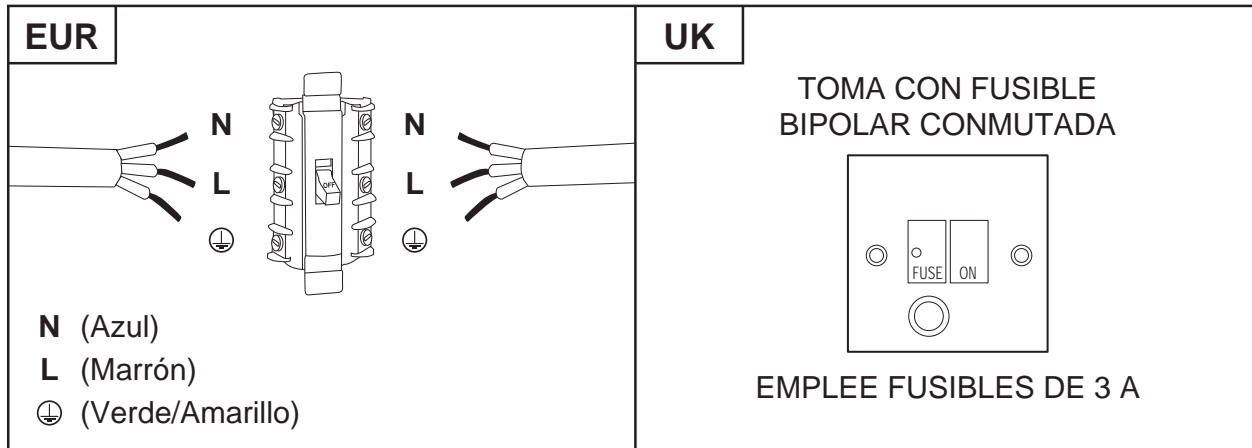 EUR
N
L
OFF
N
L
N (Azul)
L (Marrón)
(Verde/Amarillo)
UK
TOMA CON FUSIBLE
BIPOLAR CONMUTADA
FUSE ON
EMPLEE FUSIBLES DE 3 A